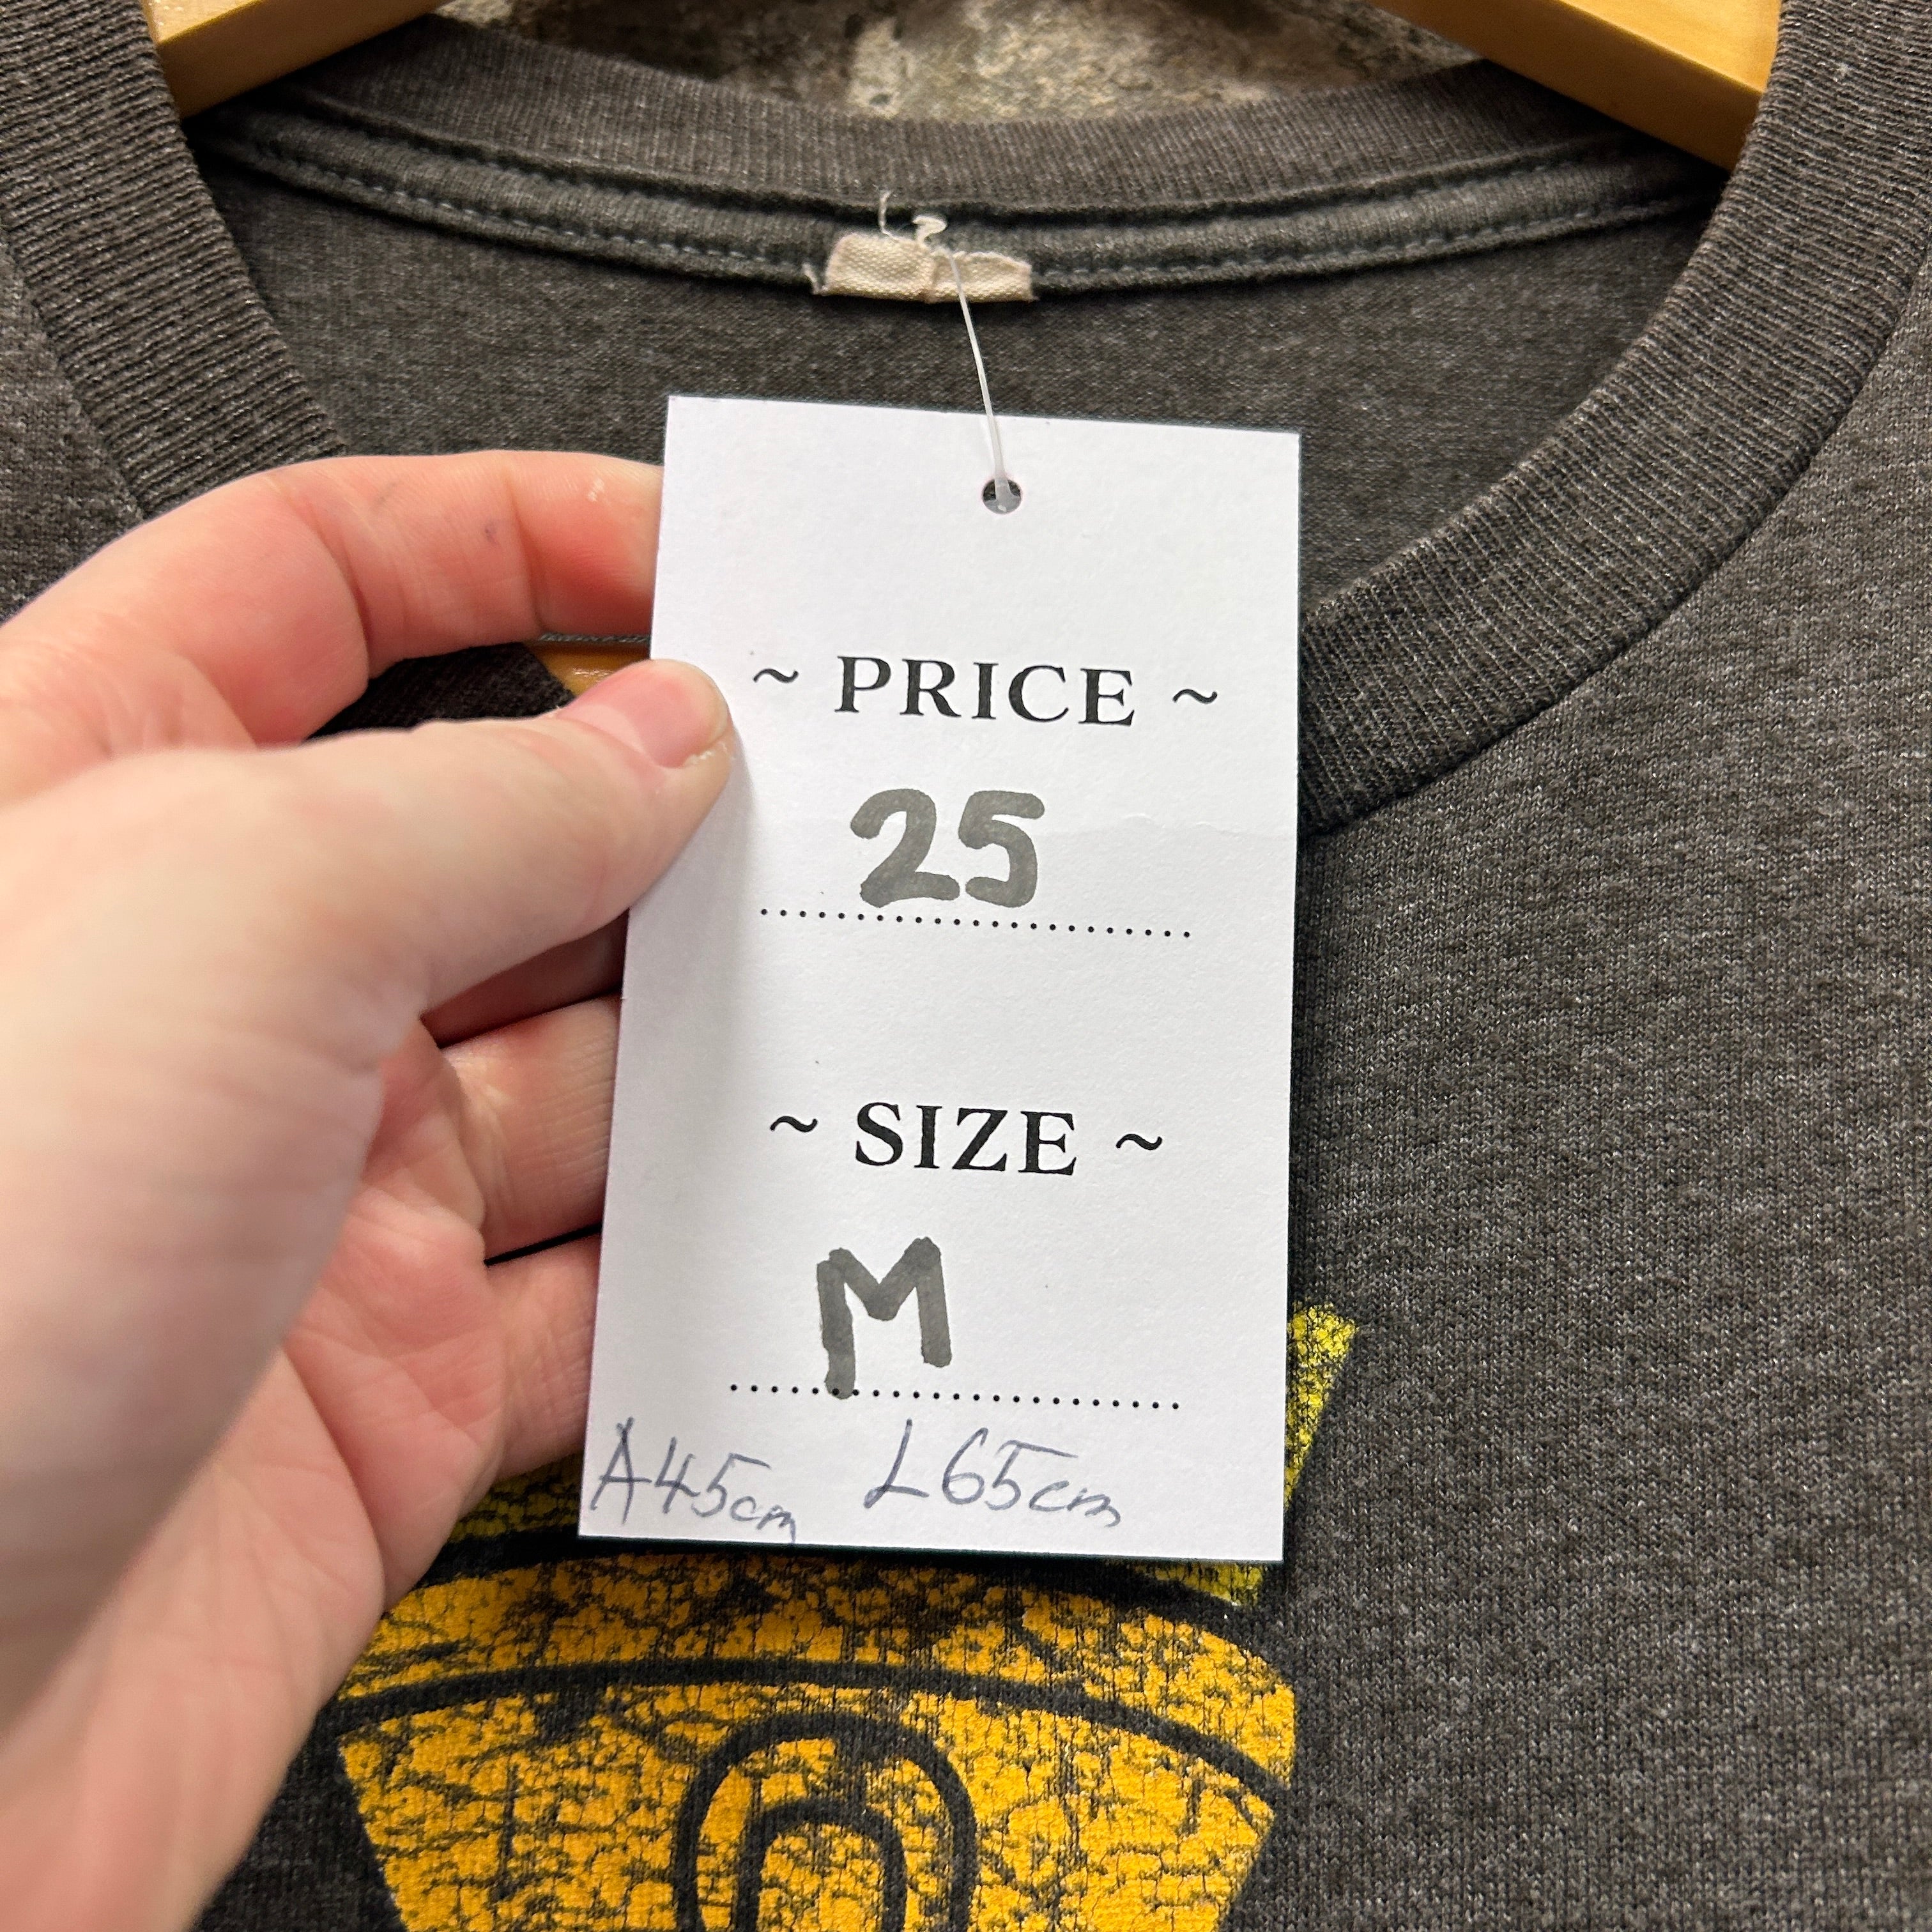 ~ PRICE ~
25
~ SIZE ~
M
A45cm L65cm